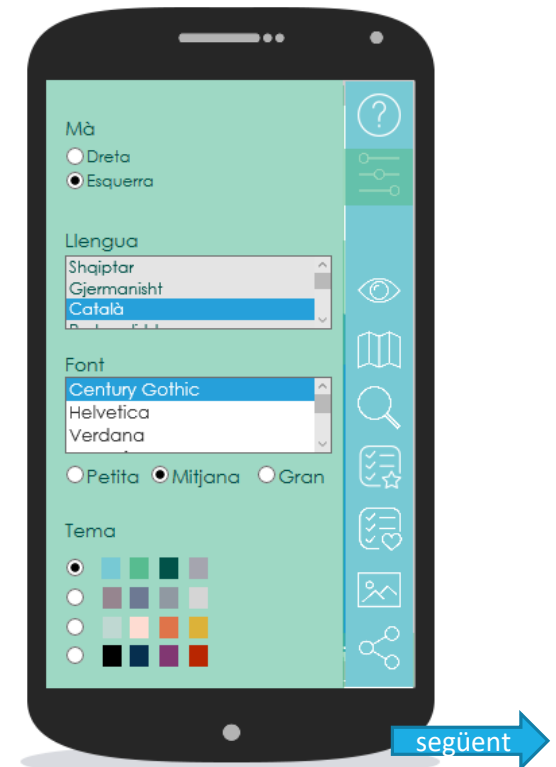 Mà
Dreta
Esquerra
Llengua
Shqiptar
Gjermanisht
Català
Font
Century Gothic
Helvetica
Verdana
Petita Mitjana Gran
Tema
següent